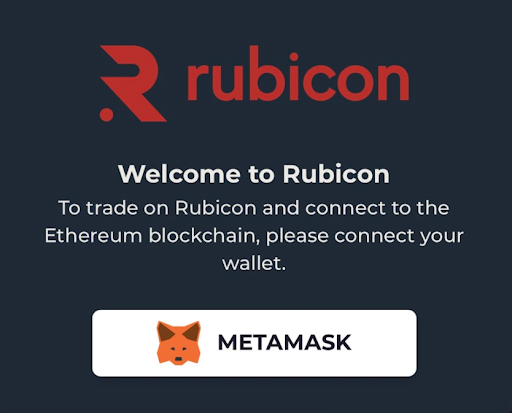 rubicon
Welcome to Rubicon
To trade on Rubicon and connect to the
Ethereum blockchain, please connect your
wallet.
METAMASK